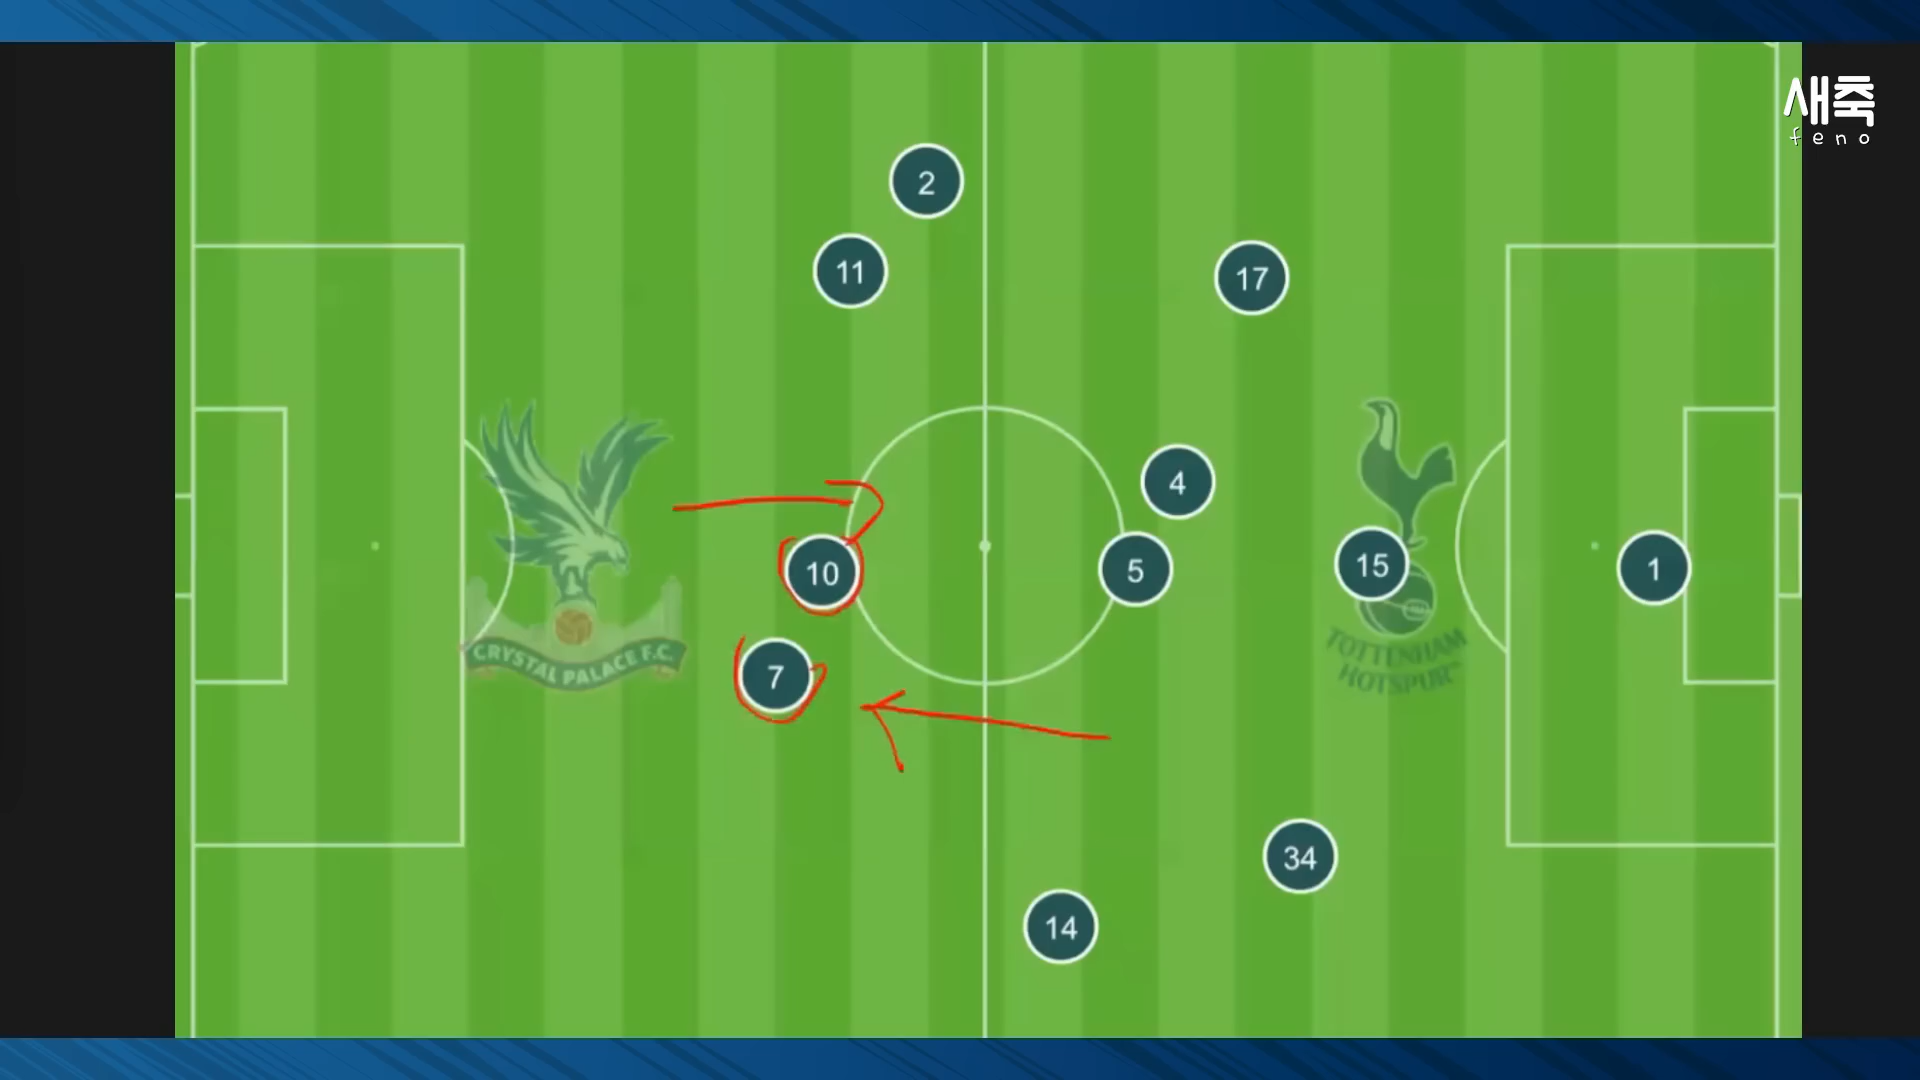 새축
feno
2
11
17
4
10
5
15
1
CRYSTAL PALACE F.C.
7
TOTTENHAM
HOTSPUR
34
14